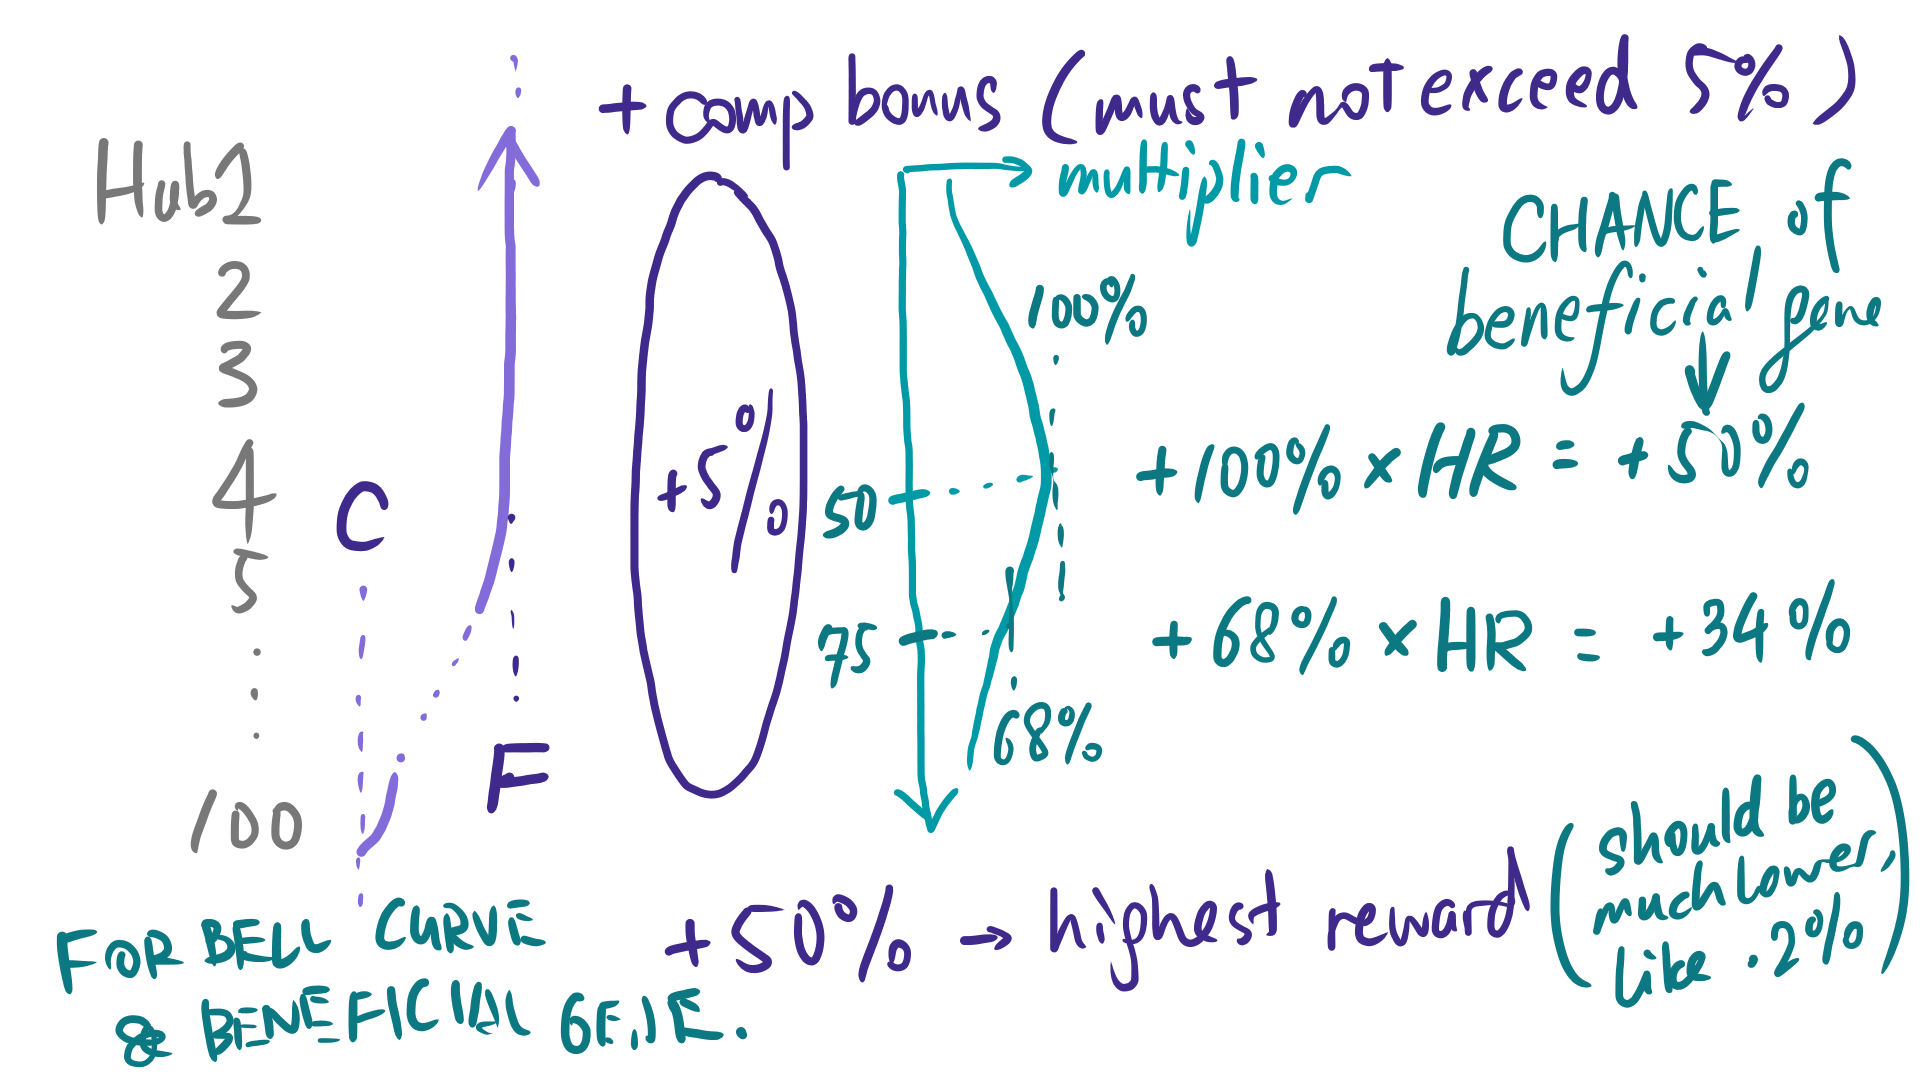 + comp bonus (must not exceed 5%)
multiplier
Hub1
2
3
4
5
.
.
.
100
C
F
+5%
50
75
100%
68%
CHANCE of
beneficial gene
+100% × HR = +50%
+68% × HR = +34%
+50% → highest reward
(should be
much lower,
like .2%)
FOR BELL CURVE
& BENEFICIAL GENE.